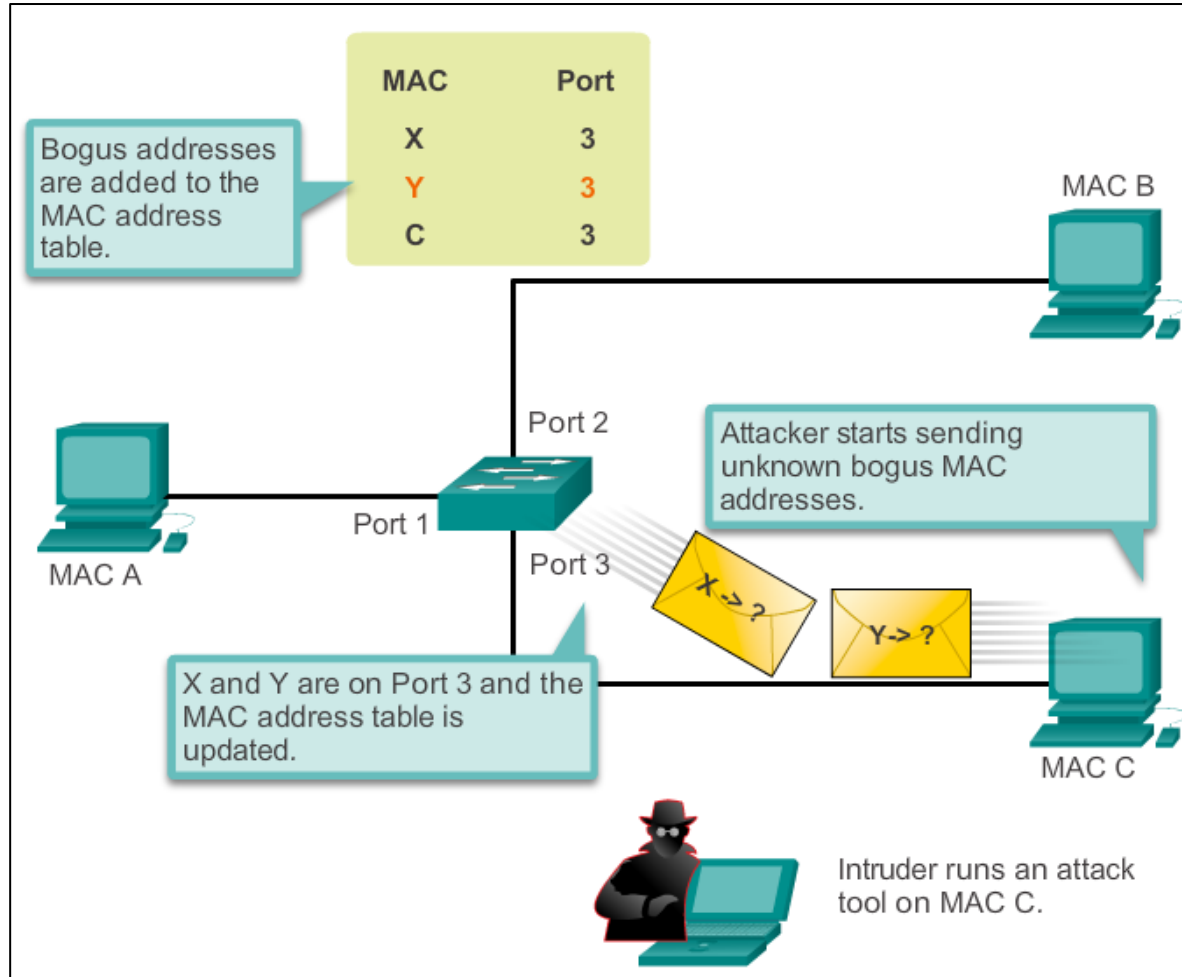 MAC Port
X 3
Y 3
C 3
Bogus addresses
are added to the
MAC address
table.
MAC B
Port 2
Attacker starts sending
unknown bogus MAC
addresses.
Port 1
MAC A
Port 3
X -> ?
Y-> ?
X and Y are on Port 3 and the
MAC address table is
updated.
MAC C
Intruder runs an attack
tool on MAC C.